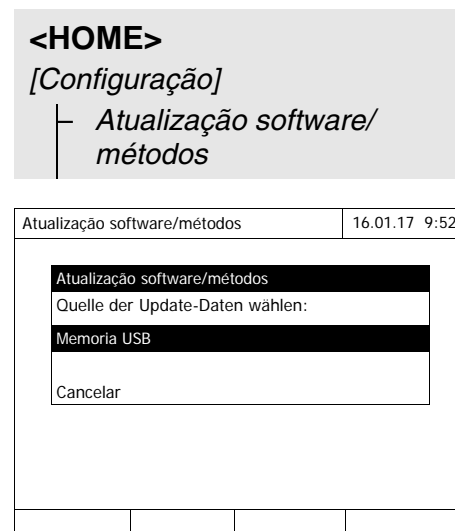 <HOME>
[Configuração]
– Atualização software/
métodos
Atualização software/métodos 16.01.17 9:52
Atualização software/métodos
Quelle der Update-Daten wählen:
Memoria USB
Cancelar